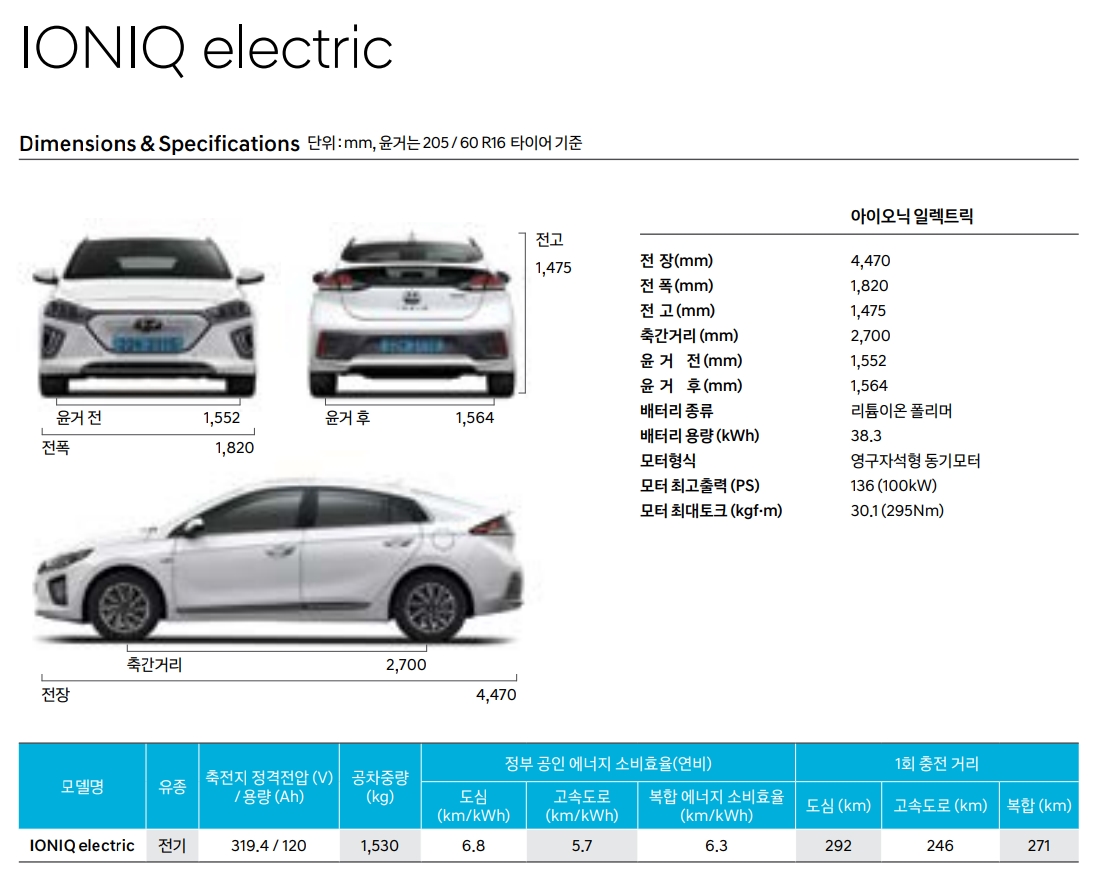 IONIQ electric
Dimensions & Specifications 단위:mm, 윤거는 205 / 60 R16 타이어 기준
전고
1,475
윤거 전 1,552
전폭 1,820
윤거 후 1,564
축간거리 2,700
전장 4,470
아이오닉 일렉트릭
전 장(mm) 4,470
전 폭(mm) 1,820
전 고(mm) 1,475
축간거리 (mm) 2,700
윤 거 전(mm) 1,552
윤 거 후(mm) 1,564
배터리 종류 리튬이온 폴리머
배터리 용량 (kWh) 38.3
모터형식 영구자석형 동기모터
모터 최고출력 (PS) 136 (100kW)
모터 최대토크 (kgf·m) 30.1 (295Nm)
모델명 유종 축전지 정격전압 (V) / 용량 (Ah) 공차중량 (kg) 정부 공인 에너지 소비효율(연비) 1회 충전 거리
도심 (km/kWh) 고속도로 (km/kWh) 복합 에너지 소비효율 (km/kWh) 도심 (km) 고속도로 (km) 복합 (km)
IONIQ electric 전기 319.4 / 120 1,530 6.8 5.7 6.3 292 246 271